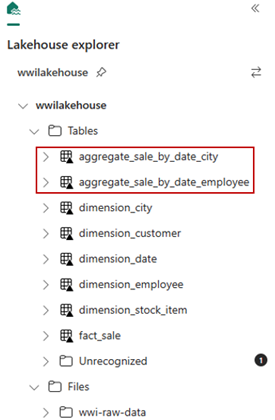 Lakehouse explorer
wwilakehouse
wwilakehouse
Tables
aggregate_sale_by_date_city
aggregate_sale_by_date_employee
dimension_city
dimension_customer
dimension_date
dimension_employee
dimension_stock_item
fact_sale
Unrecognized 1
Files
wwi-raw-data